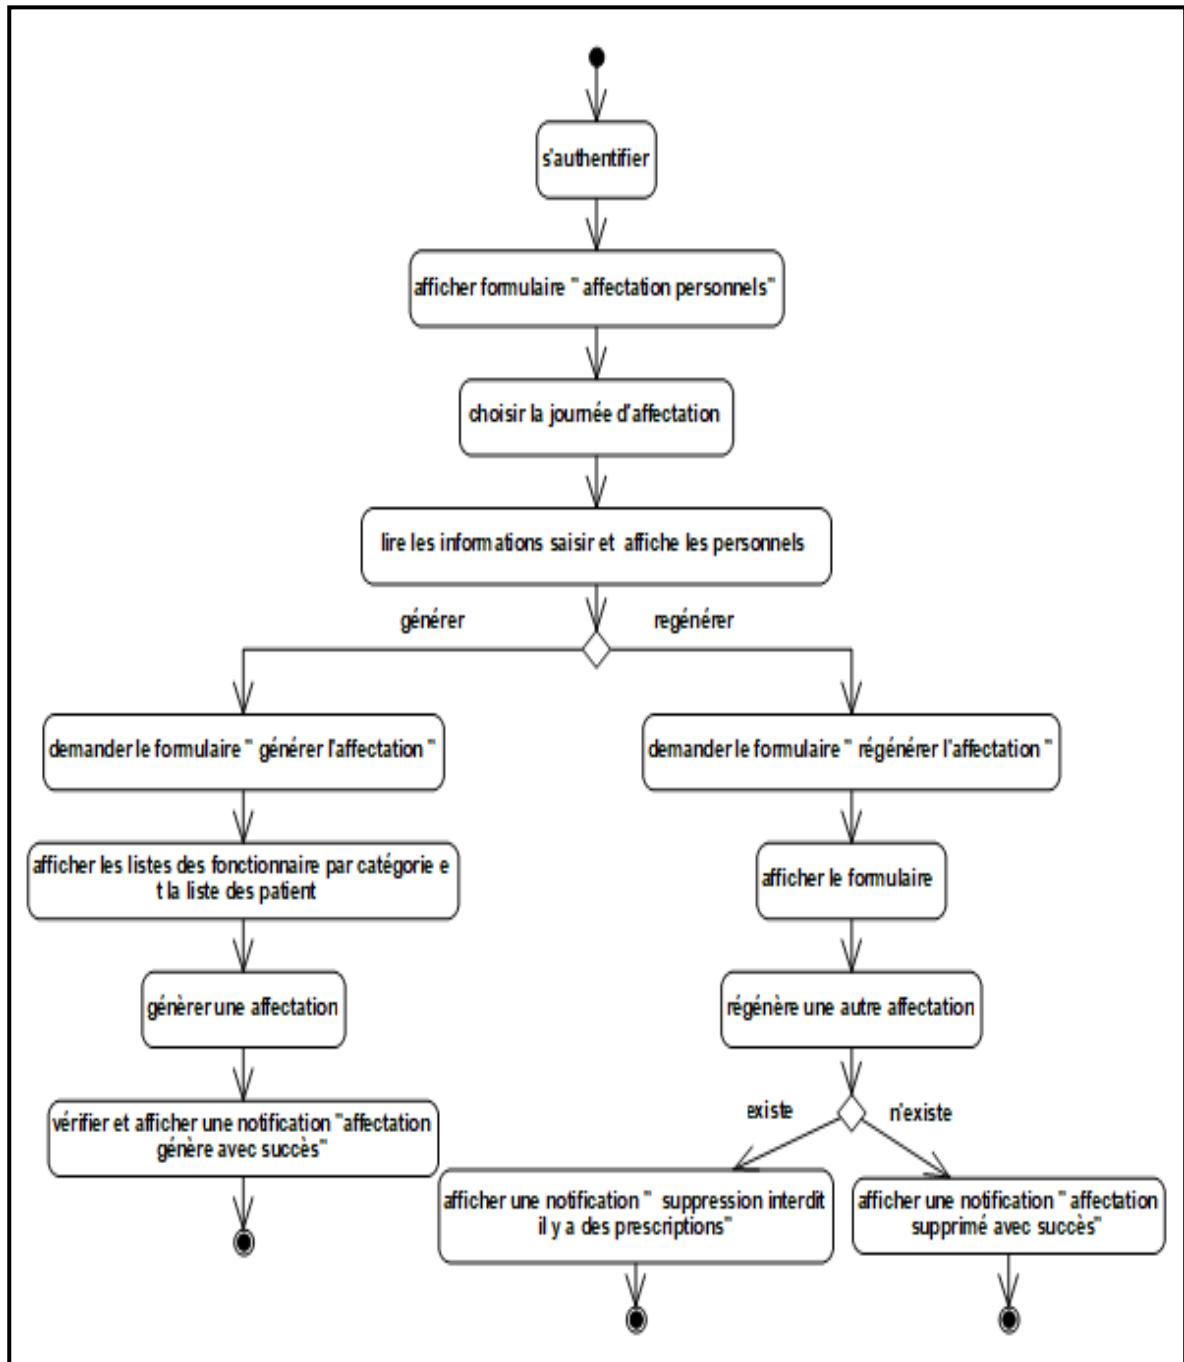 s'authentifier
afficher formulaire " affectation personnels"
choisir la journée d'affectation
lire les informations saisir et affiche les personnels
générer
regénérer
demander le formulaire " générer l'affectation "
demander le formulaire " régénérer l'affectation "
afficher les listes des fonctionnaire par catégorie e
t la liste des patient
afficher le formulaire
génèrer une affectation
régénère une autre affectation
vérifier et afficher une notification "affectation
génère avec succès"
existe
n'existe
afficher une notification " suppression interdit
il y a des prescriptions"
afficher une notification " affectation
supprimé avec succès"